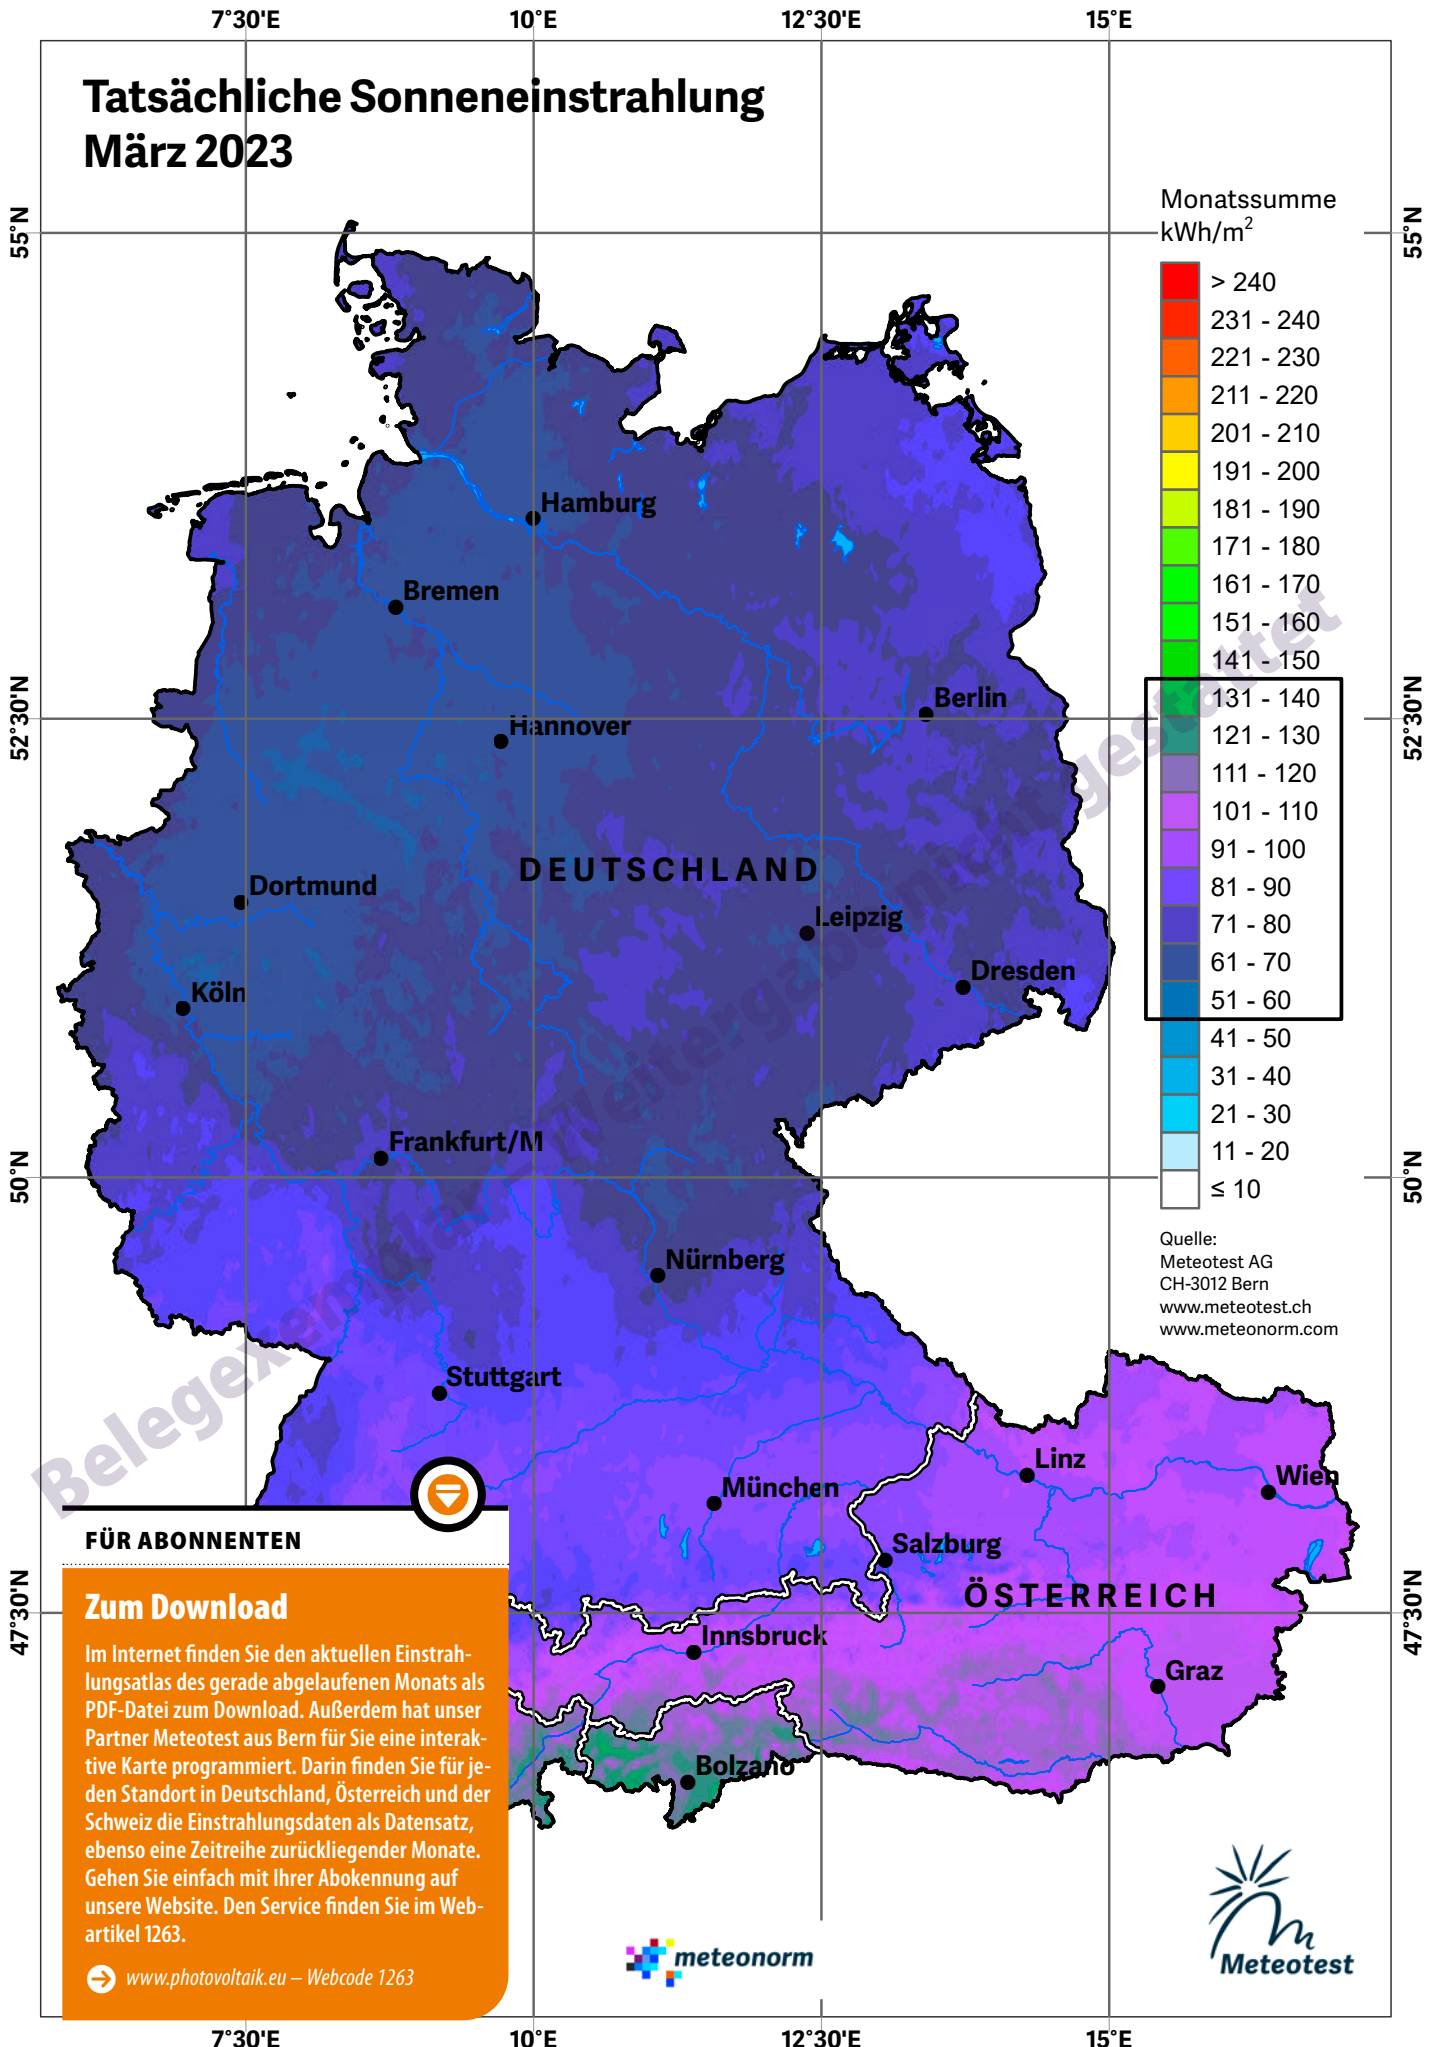 7°30'E 10°E 12°30'E 15°E
Tatsächliche Sonneneinstrahlung
März 2023
Monatssumme
kWh/m²
55°N 55°N
> 240
231 - 240
221 - 230
211 - 220
201 - 210
191 - 200
181 - 190
171 - 180
161 - 170
151 - 160
141 - 150
131 - 140
121 - 130
111 - 120
101 - 110
91 - 100
81 - 90
71 - 80
61 - 70
51 - 60
41 - 50
31 - 40
21 - 30
11 - 20
≤ 10
Hamburg
Bremen
Berlin
52°30'N 52°30'N
Hannover
DEUTSCHLAND
Dortmund
Leipzig
Dresden
Köln
Frankfurt/M
50°N 50°N
Nürnberg
Quelle:
Meteotest AG
CH-3012 Bern
www.meteotest.ch
www.meteonorm.com
Stuttgart
Linz
Wien
München
Salzburg
ÖSTERREICH
47°30'N 47°30'N
Innsbruck
Graz
Bolzano
Belegexemplar - Weitergabe nicht gestattet
FÜR ABONNENTEN
Zum Download
Im Internet finden Sie den aktuellen Einstrah-
lungsatlas des gerade abgelaufenen Monats als
PDF-Datei zum Download. Außerdem hat unser
Partner Meteotest aus Bern für Sie eine interak-
tive Karte programmiert. Darin finden Sie für je-
den Standort in Deutschland, Österreich und der
Schweiz die Einstrahlungsdaten als Datensatz,
ebenso eine Zeitreihe zurückliegender Monate.
Gehen Sie einfach mit Ihrer Abokennung auf
unsere Website. Den Service finden Sie im Web-
artikel 1263.
www.photovoltaik.eu – Webcode 1263
meteonorm
Meteotest
7°30'E 10°E 12°30'E 15°E